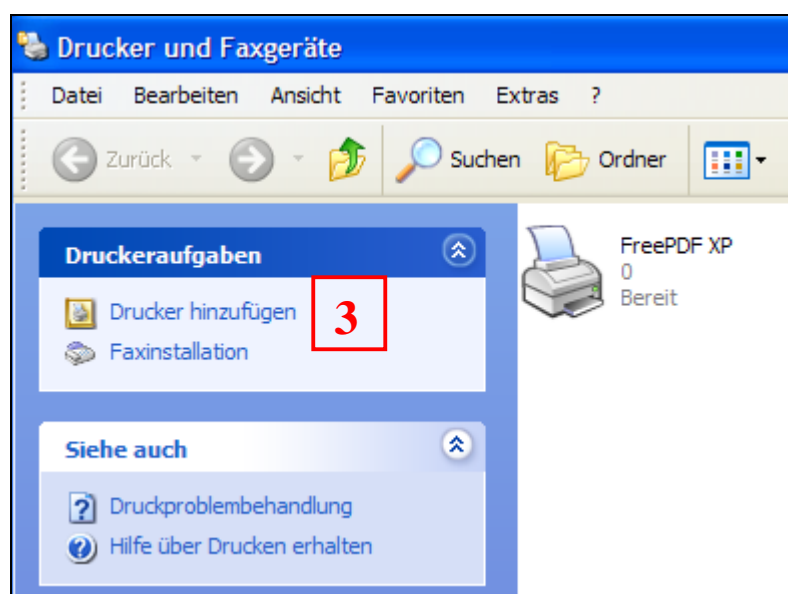 Drucker und Faxgeräte
Datei Bearbeiten Ansicht Favoriten Extras ?
Zurück Suchen Ordner
Druckeraufgaben
Drucker hinzufügen
3
Faxinstallation
Siehe auch
Druckproblembehandlung
Hilfe über Drucken erhalten
FreePDF XP
0
Bereit